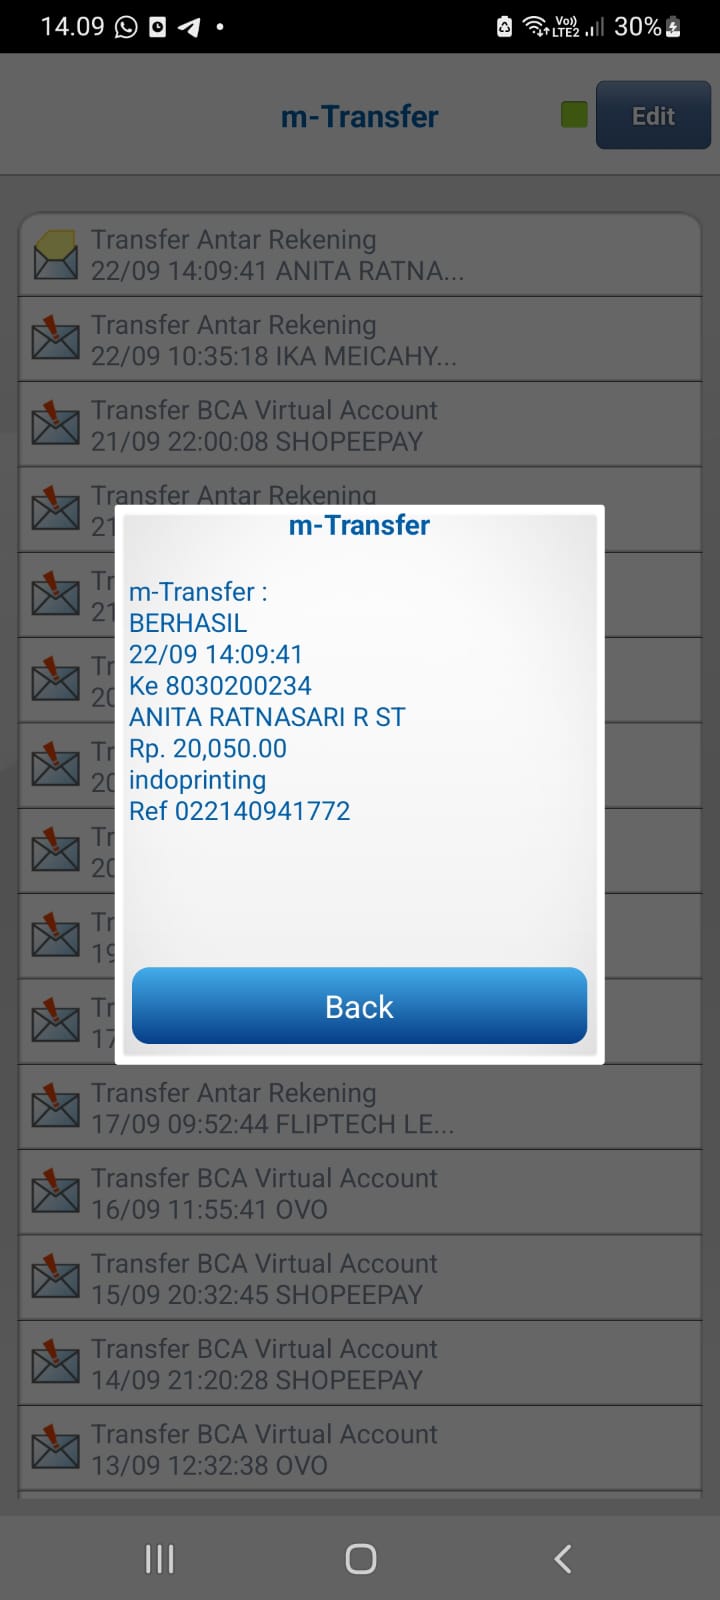 14.09
Vo))
LTE2
30%
m-Transfer
Edit
Transfer Antar Rekening
22/09 14:09:41 ANITA RATNA...
Transfer Antar Rekening
22/09 10:35:18 IKA MEICAHY...
Transfer BCA Virtual Account
21/09 22:00:08 SHOPEEPAY
Transfer Antar Rekening
21
Tr
21
Tr
20
Tr
20
Tr
20
Tr
19
Tr
17
m-Transfer
m-Transfer :
BERHASIL
22/09 14:09:41
Ke 8030200234
ANITA RATNASARI R ST
Rp. 20,050.00
indoprinting
Ref 022140941772
Back
Transfer Antar Rekening
17/09 09:52:44 FLIPTECH LE...
Transfer BCA Virtual Account
16/09 11:55:41 OVO
Transfer BCA Virtual Account
15/09 20:32:45 SHOPEEPAY
Transfer BCA Virtual Account
14/09 21:20:28 SHOPEEPAY
Transfer BCA Virtual Account
13/09 12:32:38 OVO